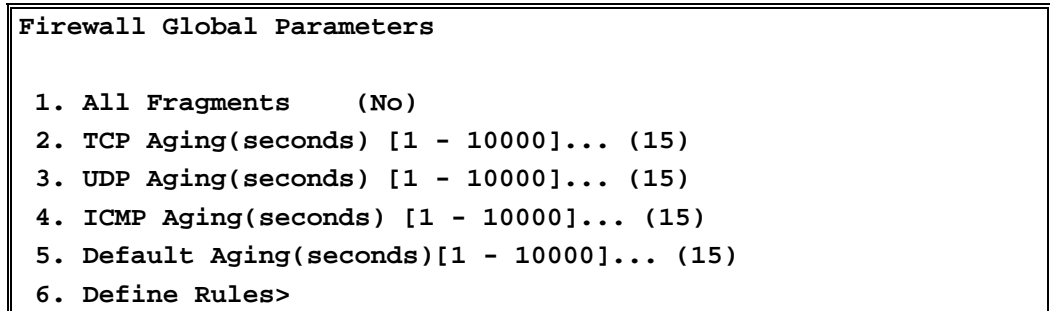 Firewall Global Parameters
1. All Fragments (No)
2. TCP Aging(seconds) [1 - 10000]... (15)
3. UDP Aging(seconds) [1 - 10000]... (15)
4. ICMP Aging(seconds) [1 - 10000]... (15)
5. Default Aging(seconds)[1 - 10000]... (15)
6. Define Rules>